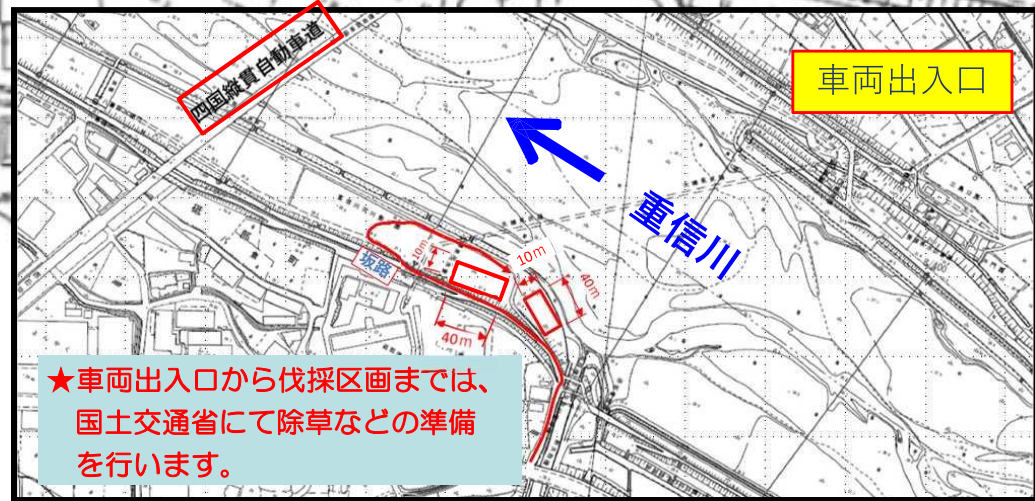 四国縦貫自動車道
車両出入口
重信川
坂路
10m
10m
40m
40m
★車両出入口から伐採区画までは、
国土交通省にて除草などの準備
を行います。